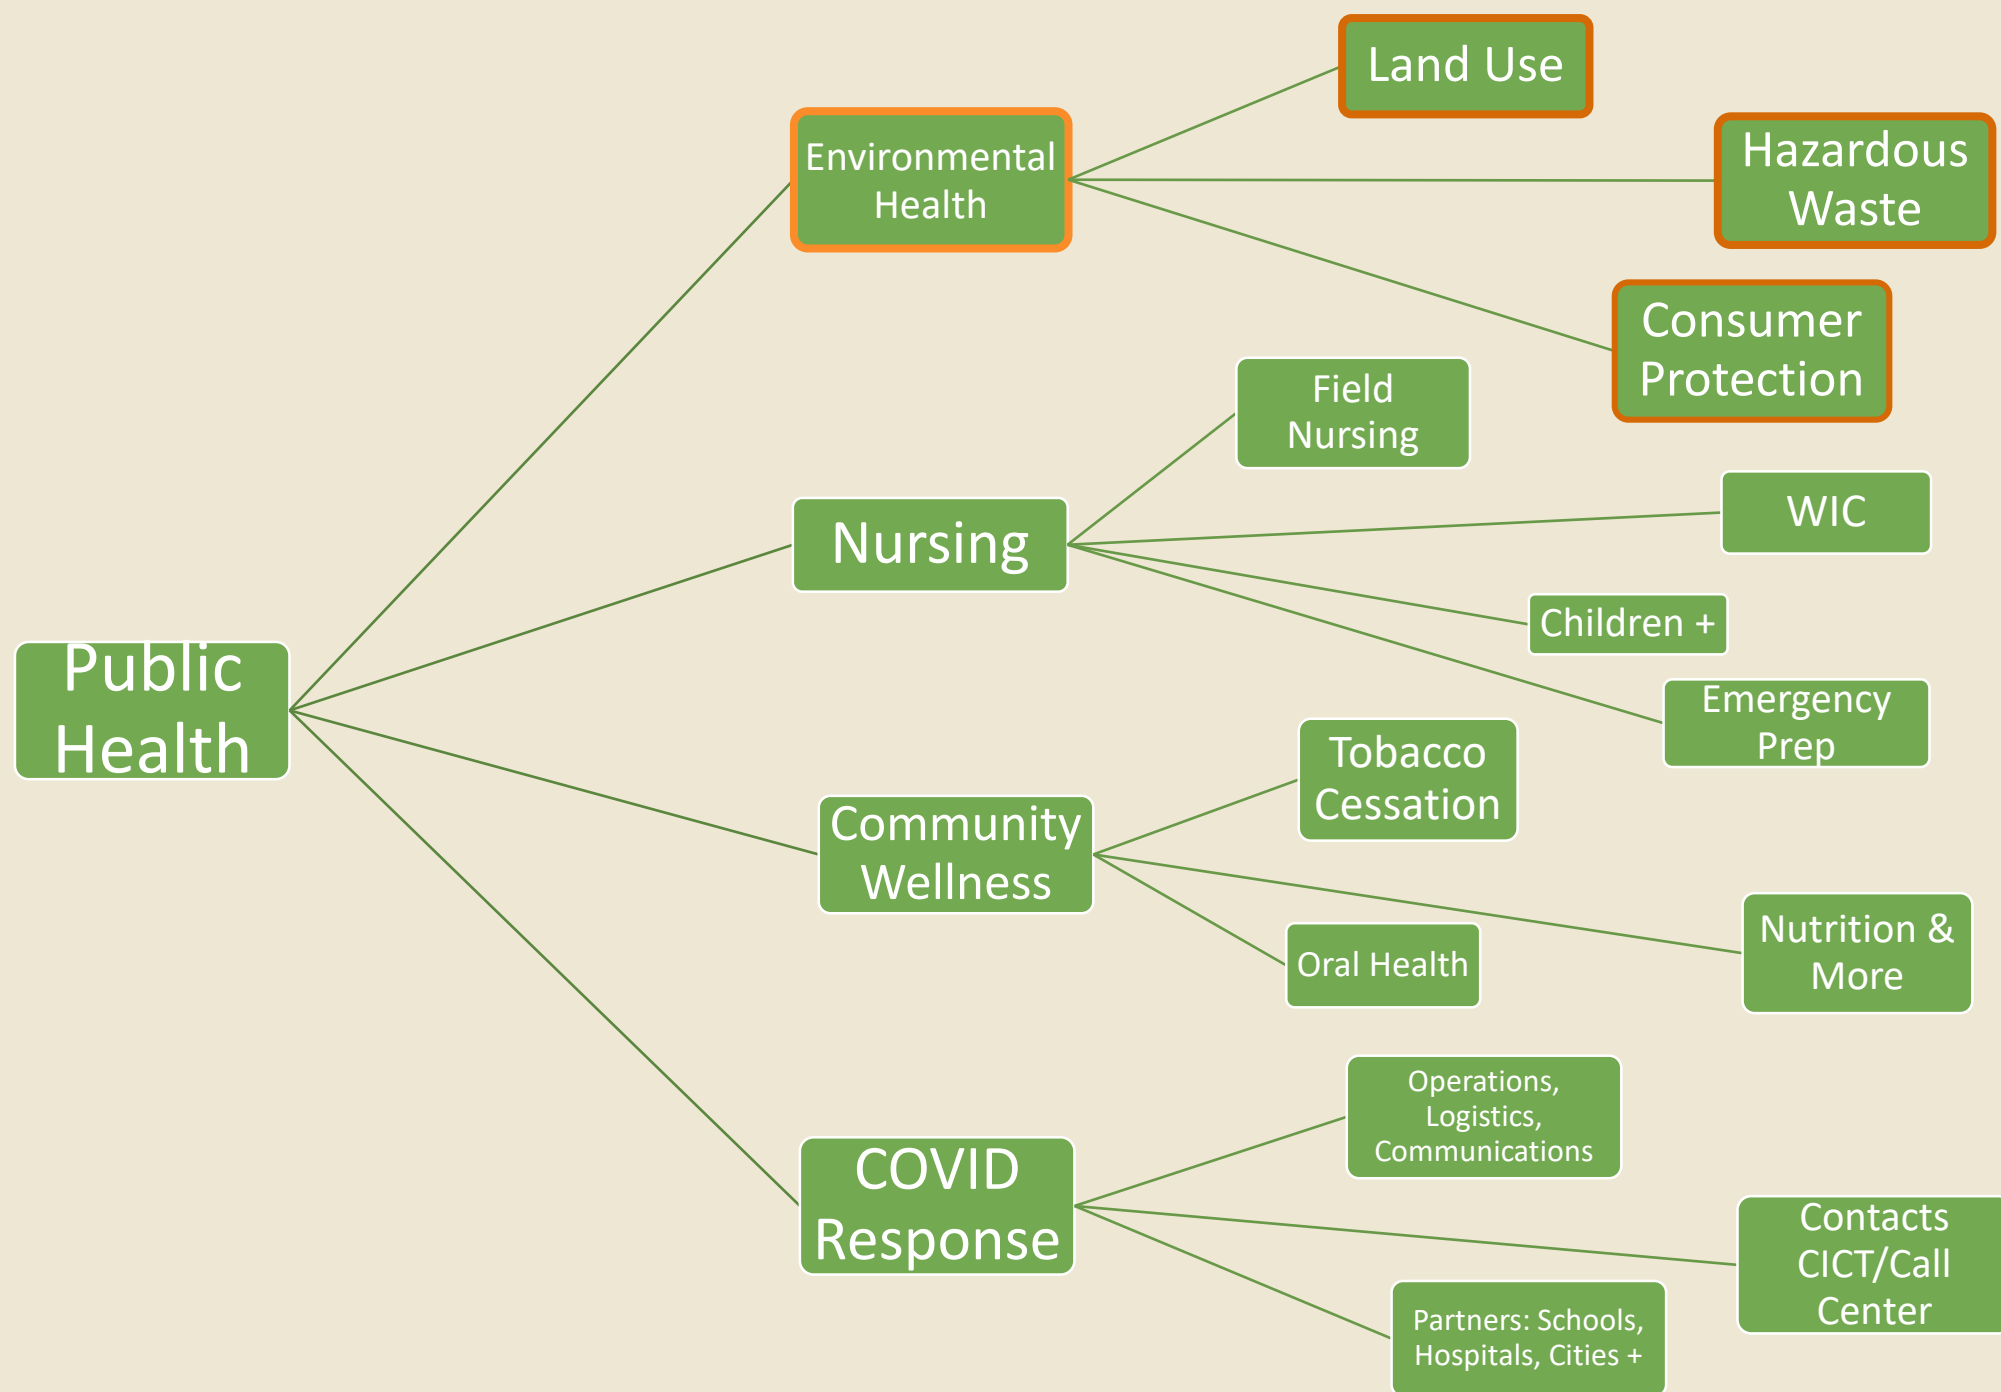 Public
Health
Environmental
Health
Land Use
Hazardous
Waste
Consumer
Protection
Nursing
Field
Nursing
WIC
Children +
Emergency
Prep
Community
Wellness
Tobacco
Cessation
Nutrition &
More
Oral Health
COVID
Response
Operations,
Logistics,
Communications
Contacts
CICT/Call
Center
Partners: Schools,
Hospitals, Cities +